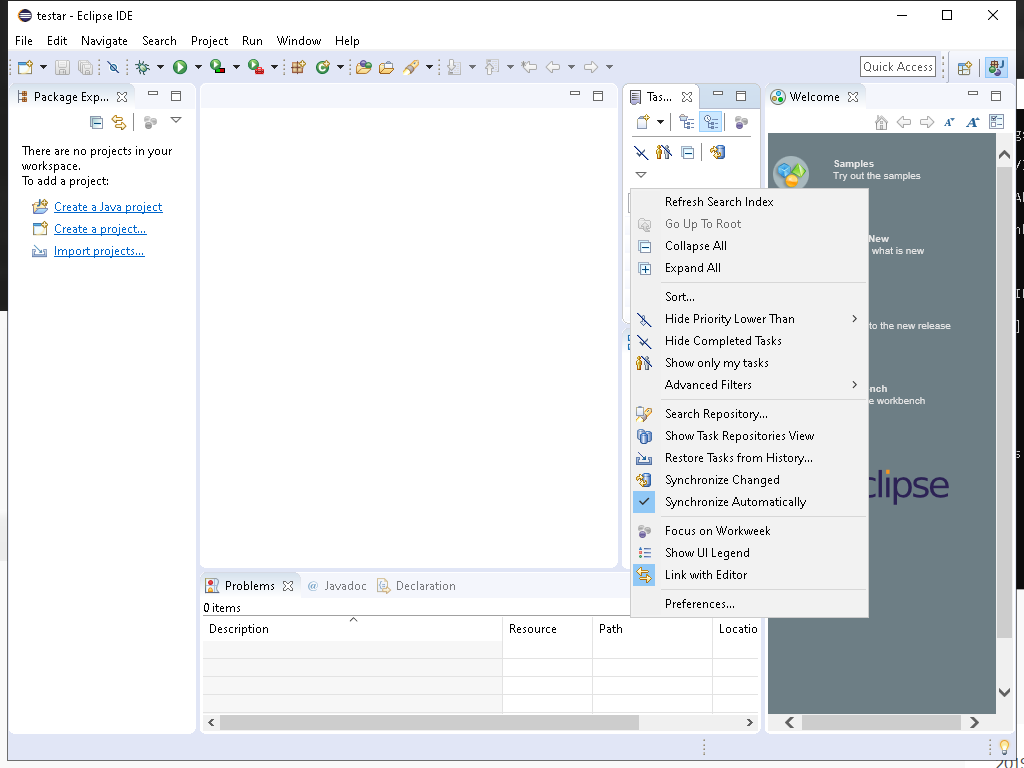 testar - Eclipse IDE
File Edit Navigate Search Project Run Window Help
Quick Access
Package Exp...
There are no projects in your
workspace.
To add a project:
Create a Java project
Create a project...
Import projects...
Tas...
Welcome
Samples
Try out the samples
New
what is new
to the new release
e workbench
clipse
Refresh Search Index
Go Up To Root
Collapse All
Expand All
Sort...
Hide Priority Lower Than
Hide Completed Tasks
Show only my tasks
Advanced Filters
Search Repository...
Show Task Repositories View
Restore Tasks from History...
Synchronize Changed
Synchronize Automatically
Focus on Workweek
Show UI Legend
Link with Editor
Preferences...
Problems
@ Javadoc
Declaration
0 items
Description Resource Path Locatio